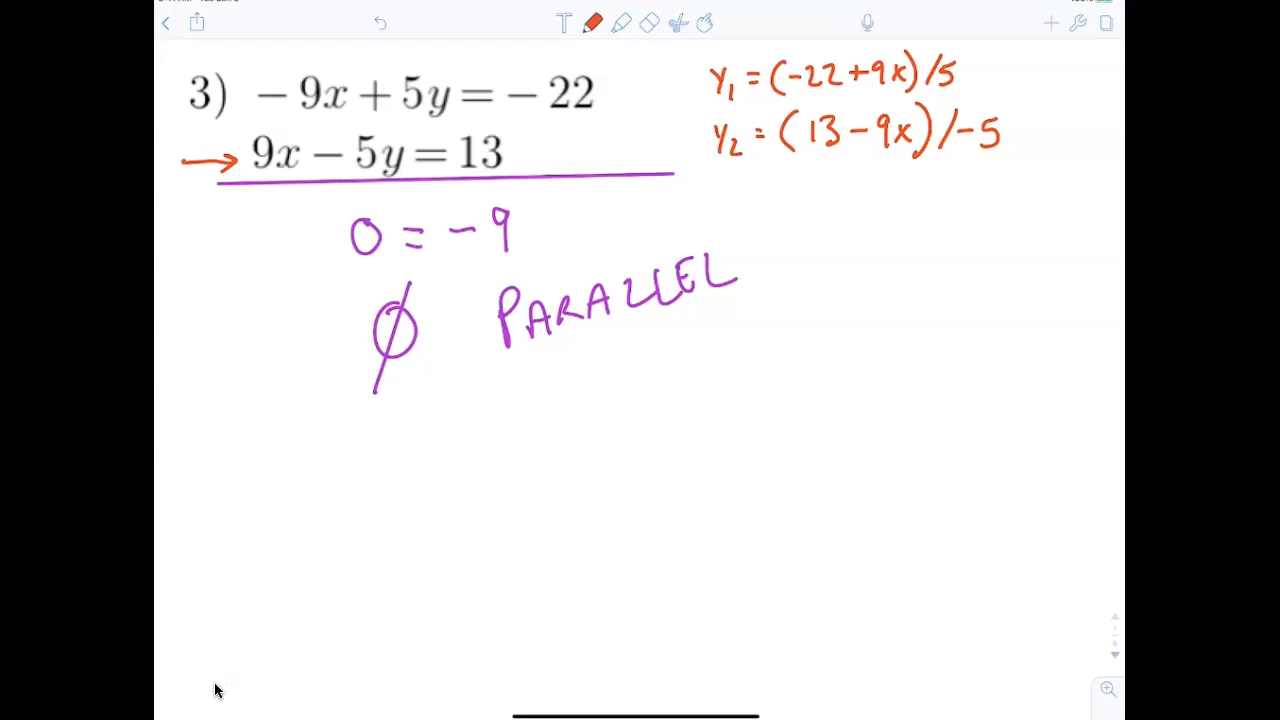 3) − 9x + 5y = − 22
9x − 5y = 13
0 = - 9
∅ PARALLEL
y₁ = (-22+9x)/5
y₂ = (13-9x)/-5